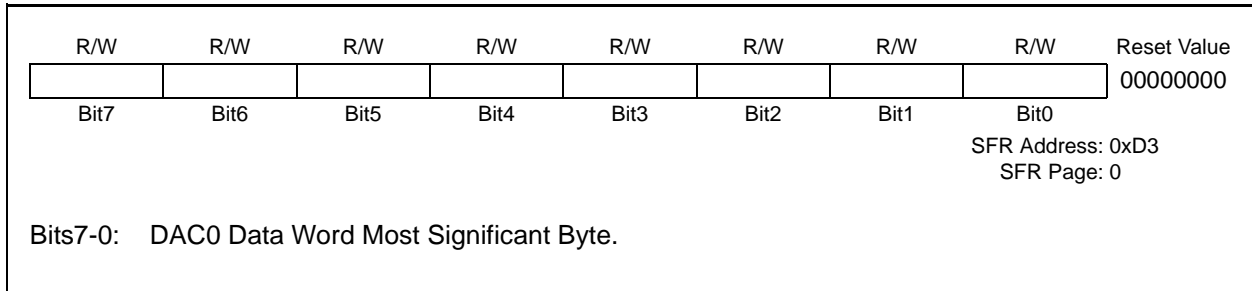 R/W R/W R/W R/W R/W R/W R/W R/W Reset Value
00000000
Bit7 Bit6 Bit5 Bit4 Bit3 Bit2 Bit1 Bit0
SFR Address: 0xD3
SFR Page: 0
Bits7-0: DAC0 Data Word Most Significant Byte.